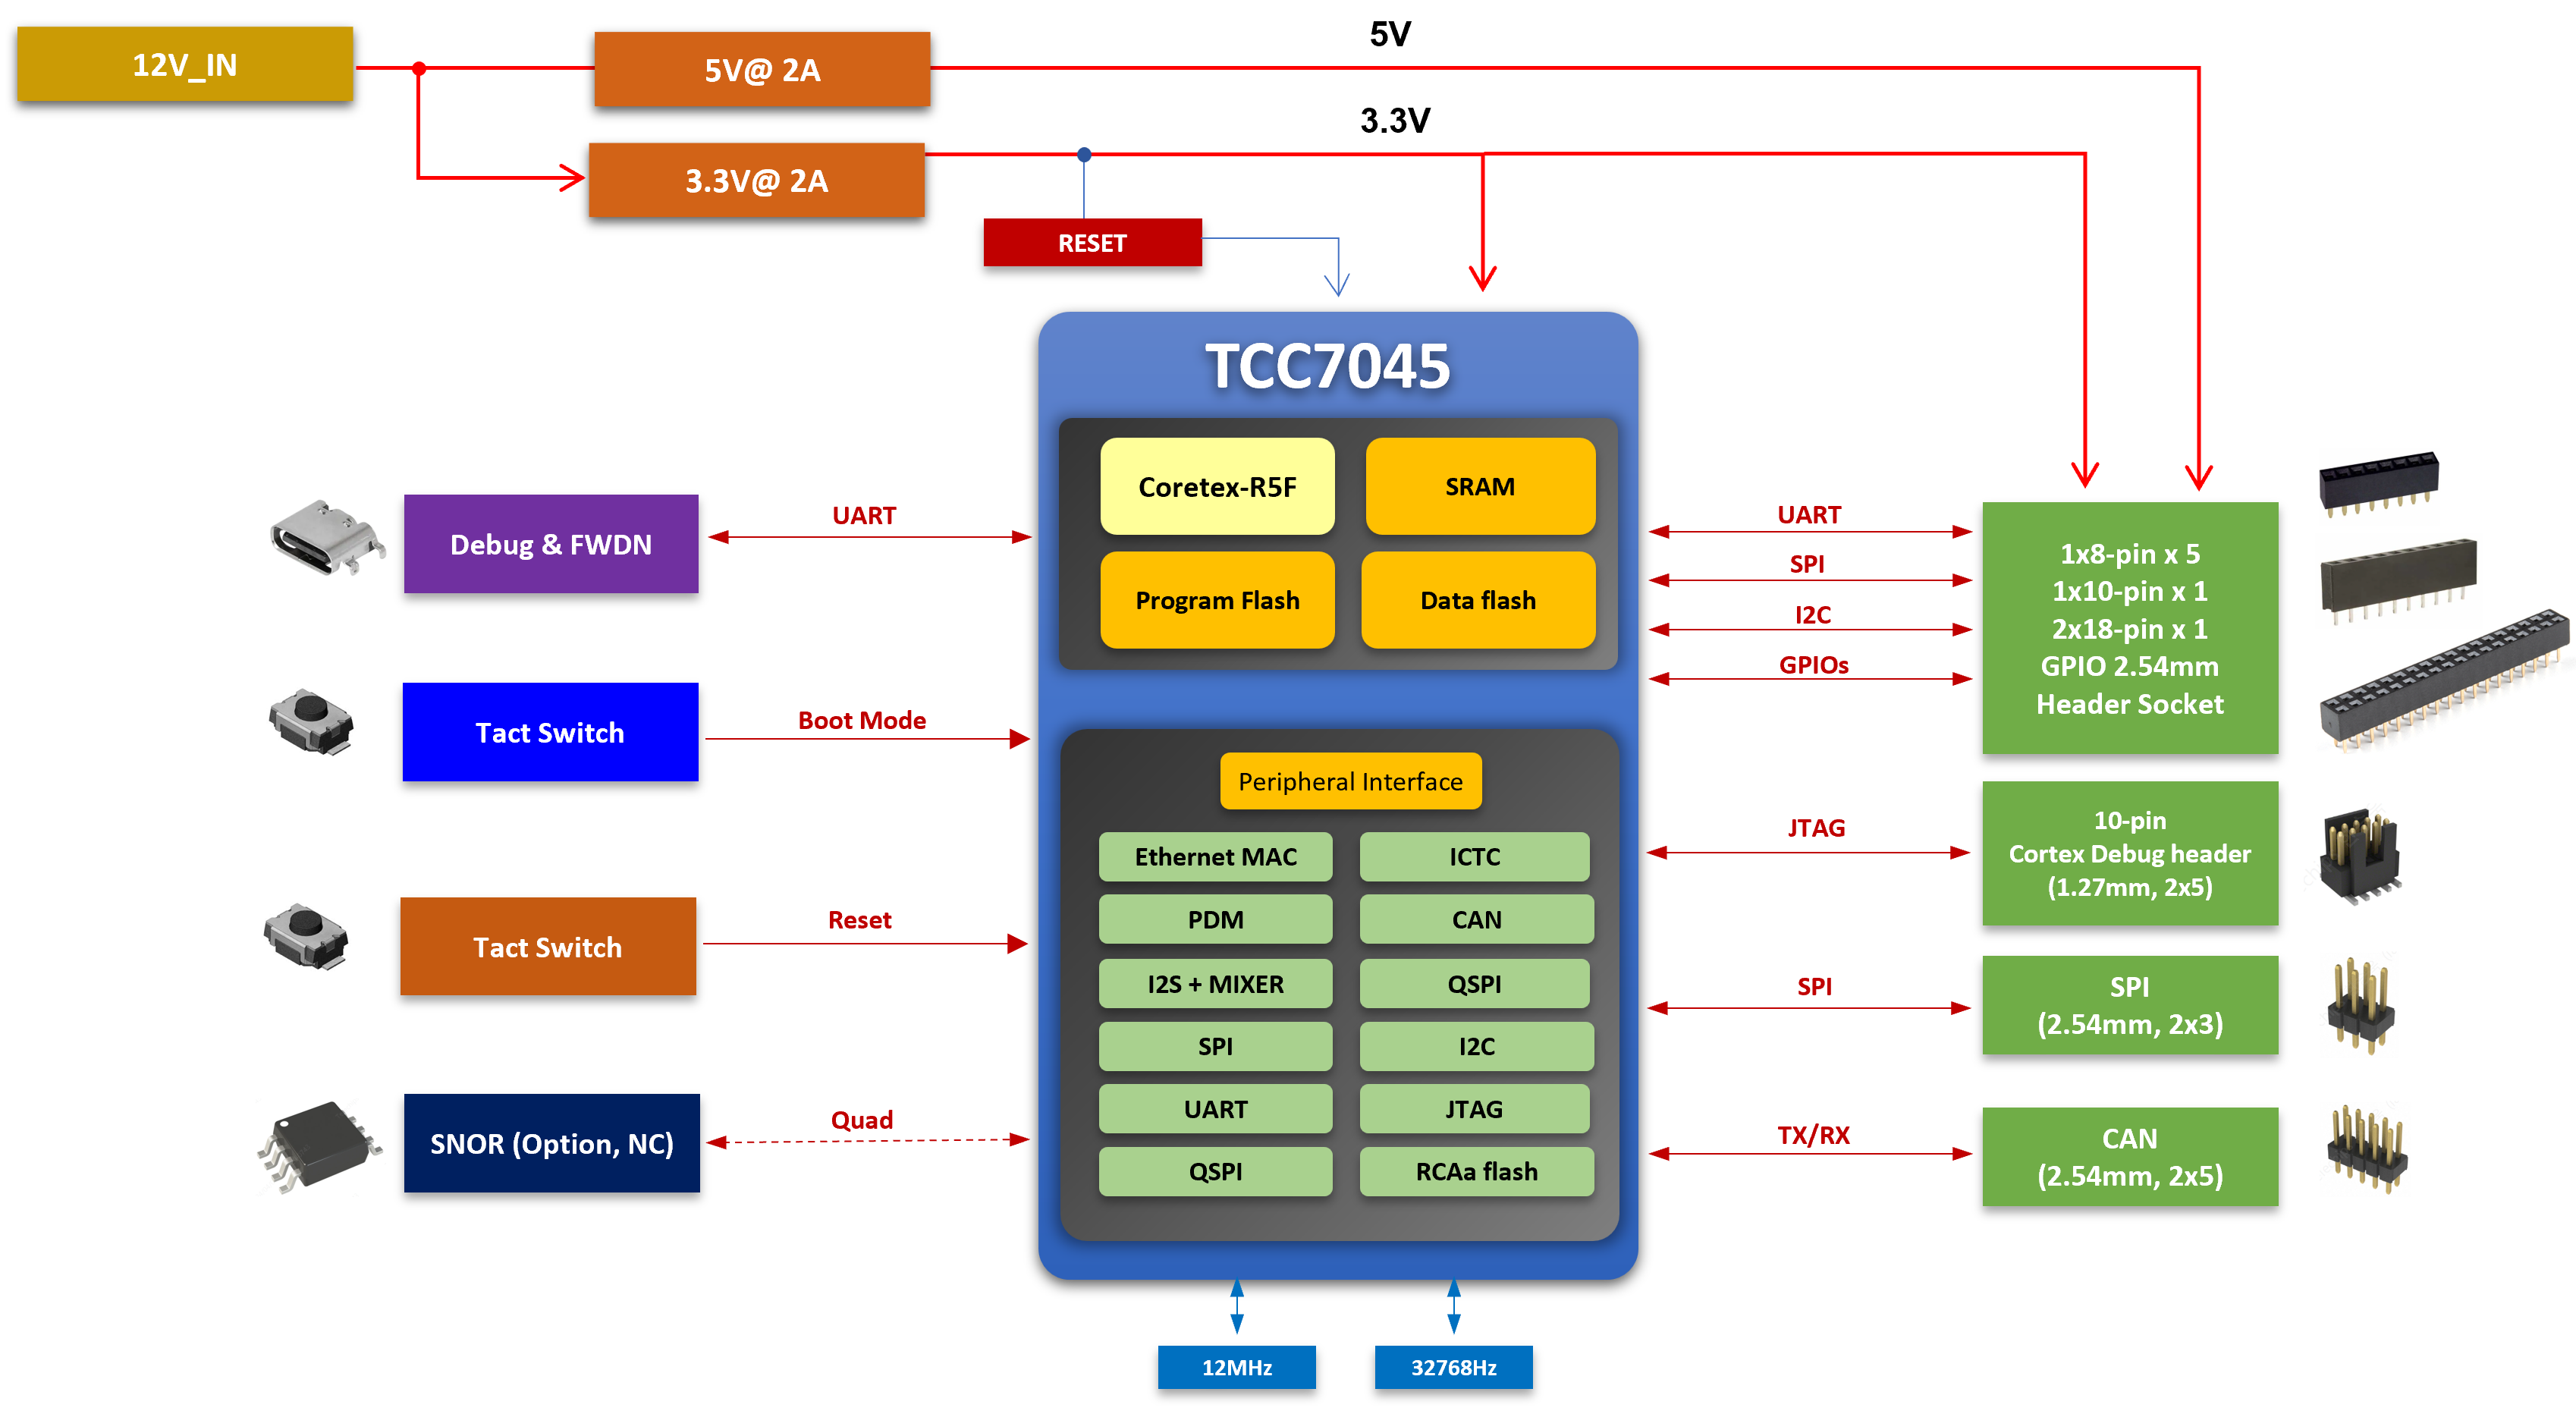 12V_IN
5V@ 2A
5V
3.3V@ 2A
3.3V
RESET
TCC7045
Coretex-R5F
SRAM
Program Flash
Data flash
Peripheral Interface
Ethernet MAC
ICTC
PDM
CAN
I2S + MIXER
QSPI
SPI
I2C
UART
JTAG
QSPI
RCAa flash
Debug & FWDN
UART
Tact Switch
Boot Mode
Tact Switch
Reset
SNOR (Option, NC)
Quad
UART
SPI
I2C
GPIOs
1x8-pin x 5
1x10-pin x 1
2x18-pin x 1
GPIO 2.54mm
Header Socket
JTAG
10-pin
Cortex Debug header
(1.27mm, 2x5)
SPI
SPI
(2.54mm, 2x3)
TX/RX
CAN
(2.54mm, 2x5)
12MHz
32768Hz